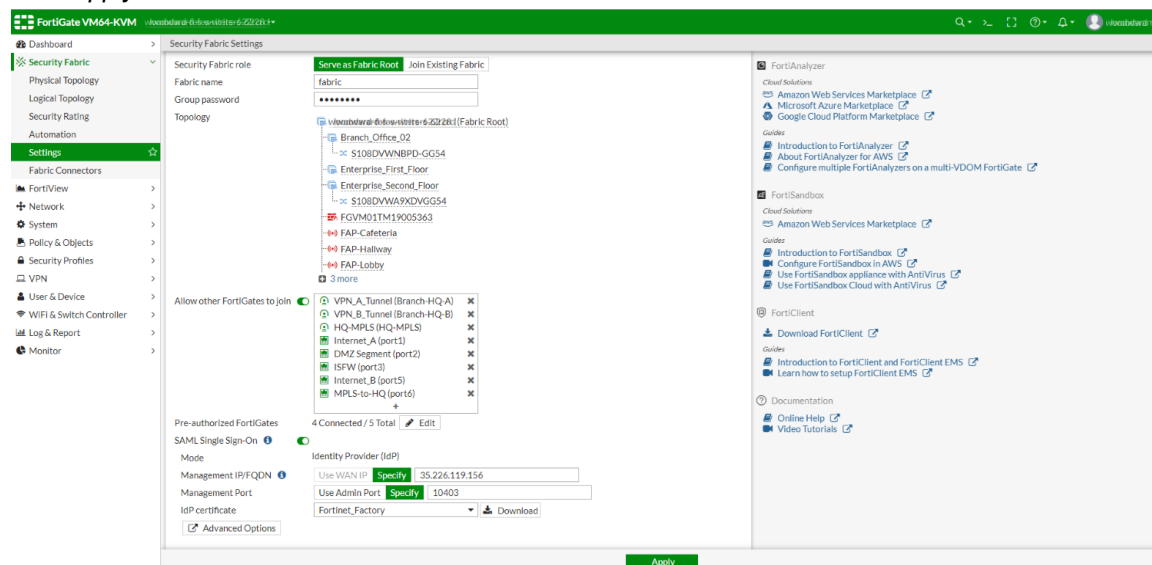 FortiGate VM64-KVM
Dashboard
Security Fabric
Physical Topology
Logical Topology
Security Rating
Automation
Settings
Fabric Connectors
FortiView
Network
System
Policy & Objects
Security Profiles
VPN
User & Device
WiFi & Switch Controller
Log & Report
Monitor
Security Fabric Settings
Security Fabric role Serve as Fabric Root Join Existing Fabric
Fabric name fabric
Group password ••••••••
Topology
(Fabric Root)
Branch_Office_02
S108DVWNBPD-GG54
Enterprise_First_Floor
Enterprise_Second_Floor
S108DVWA9XDVGG54
FGVM01TM19005363
FAP-Cafeteria
FAP-Hallway
FAP-Lobby
3 more
Allow other FortiGates to join
VPN_A_Tunnel (Branch-HQ-A)
VPN_B_Tunnel (Branch-HQ-B)
HQ-MPLS (HQ-MPLS)
Internet_A (port1)
DMZ Segment (port2)
ISFW (port3)
Internet_B (port5)
MPLS-to-HQ (port6)
+
Pre-authorized FortiGates 4 Connected / 5 Total Edit
SAML Single Sign-On
Mode Identity Provider (IdP)
Management IP/FQDN Use WAN IP Specify 35.226.119.156
Management Port Use Admin Port Specify 10403
IdP certificate Fortinet_Factory Download
Advanced Options
Apply
FortiAnalyzer
Cloud Solutions
Amazon Web Services Marketplace
Microsoft Azure Marketplace
Google Cloud Platform Marketplace
Guides
Introduction to FortiAnalyzer
About FortiAnalyzer for AWS
Configure multiple FortiAnalyzers on a multi-VDOM FortiGate
FortiSandbox
Cloud Solutions
Amazon Web Services Marketplace
Guides
Introduction to FortiSandbox
Configure FortiSandbox in AWS
Use FortiSandbox appliance with AntiVirus
Use FortiSandbox Cloud with AntiVirus
FortiClient
Download FortiClient
Guides
Introduction to FortiClient and FortiClient EMS
Learn how to setup FortiClient EMS
Documentation
Online Help
Video Tutorials